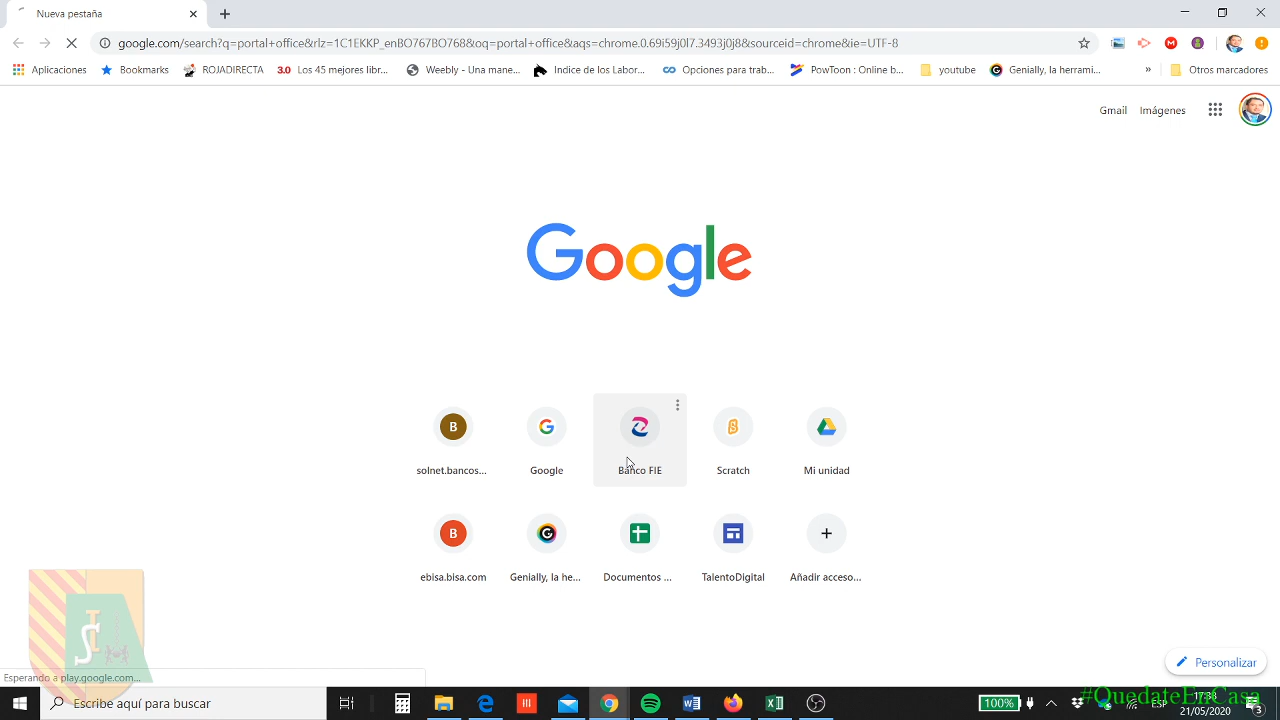 Nueva pestaña
google.com/search?q=portal+office&rlz=1C1EKKP_enBO767BO767&oq=portal+office&aqs=chrome.0.69i59j0l7.3493j0j8&sourceid=chrome&ie=UTF-8
Aplicaciones Bookmarks ROJADIRECTA 3.0 Los 45 mejores libr... Weebly - Una mane... Indice de los Labor... Opciones para trab... PowToon : Online b... youtube Genially, la herrami... » Otros marcadores
Gmail Imágenes
Google
B G S
solnet.bancos... Google Banco FIE Scratch Mi unidad
B G
ebisa.bisa.com Genially, la he... Documentos ... TalentoDigital Añadir acceso...
Personalizar
Esperando a play.google.com...
Escribe aquí para buscar
100% ESP 17:38
#QuedateEnCasa
21/05/2020 3